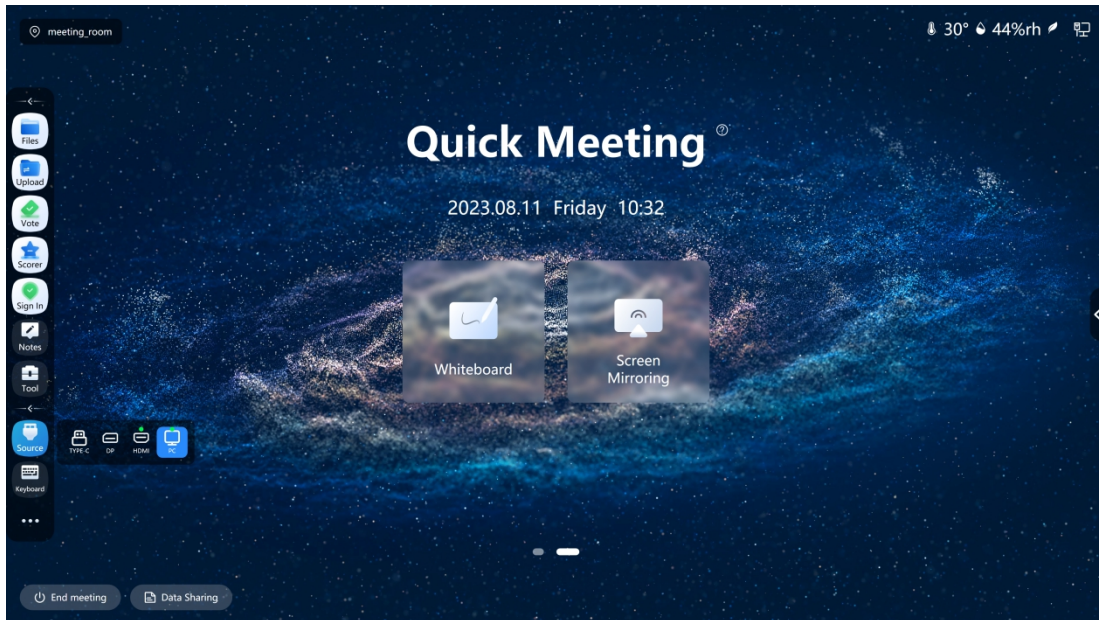 meeting_room
30° 44%rh
Quick Meeting
2023.08.11 Friday 10:32
Files
Upload
Vote
Scorer
Sign In
Notes
Tool
Source
TYPE-C DP HDMI PC
Keyboard
Whiteboard
Screen
Mirroring
End meeting
Data Sharing